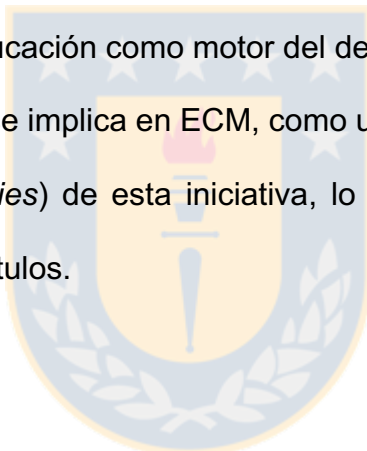 ucación como motor del de
e implica en ECM, como u
ies) de esta iniciativa, lo
tulos.